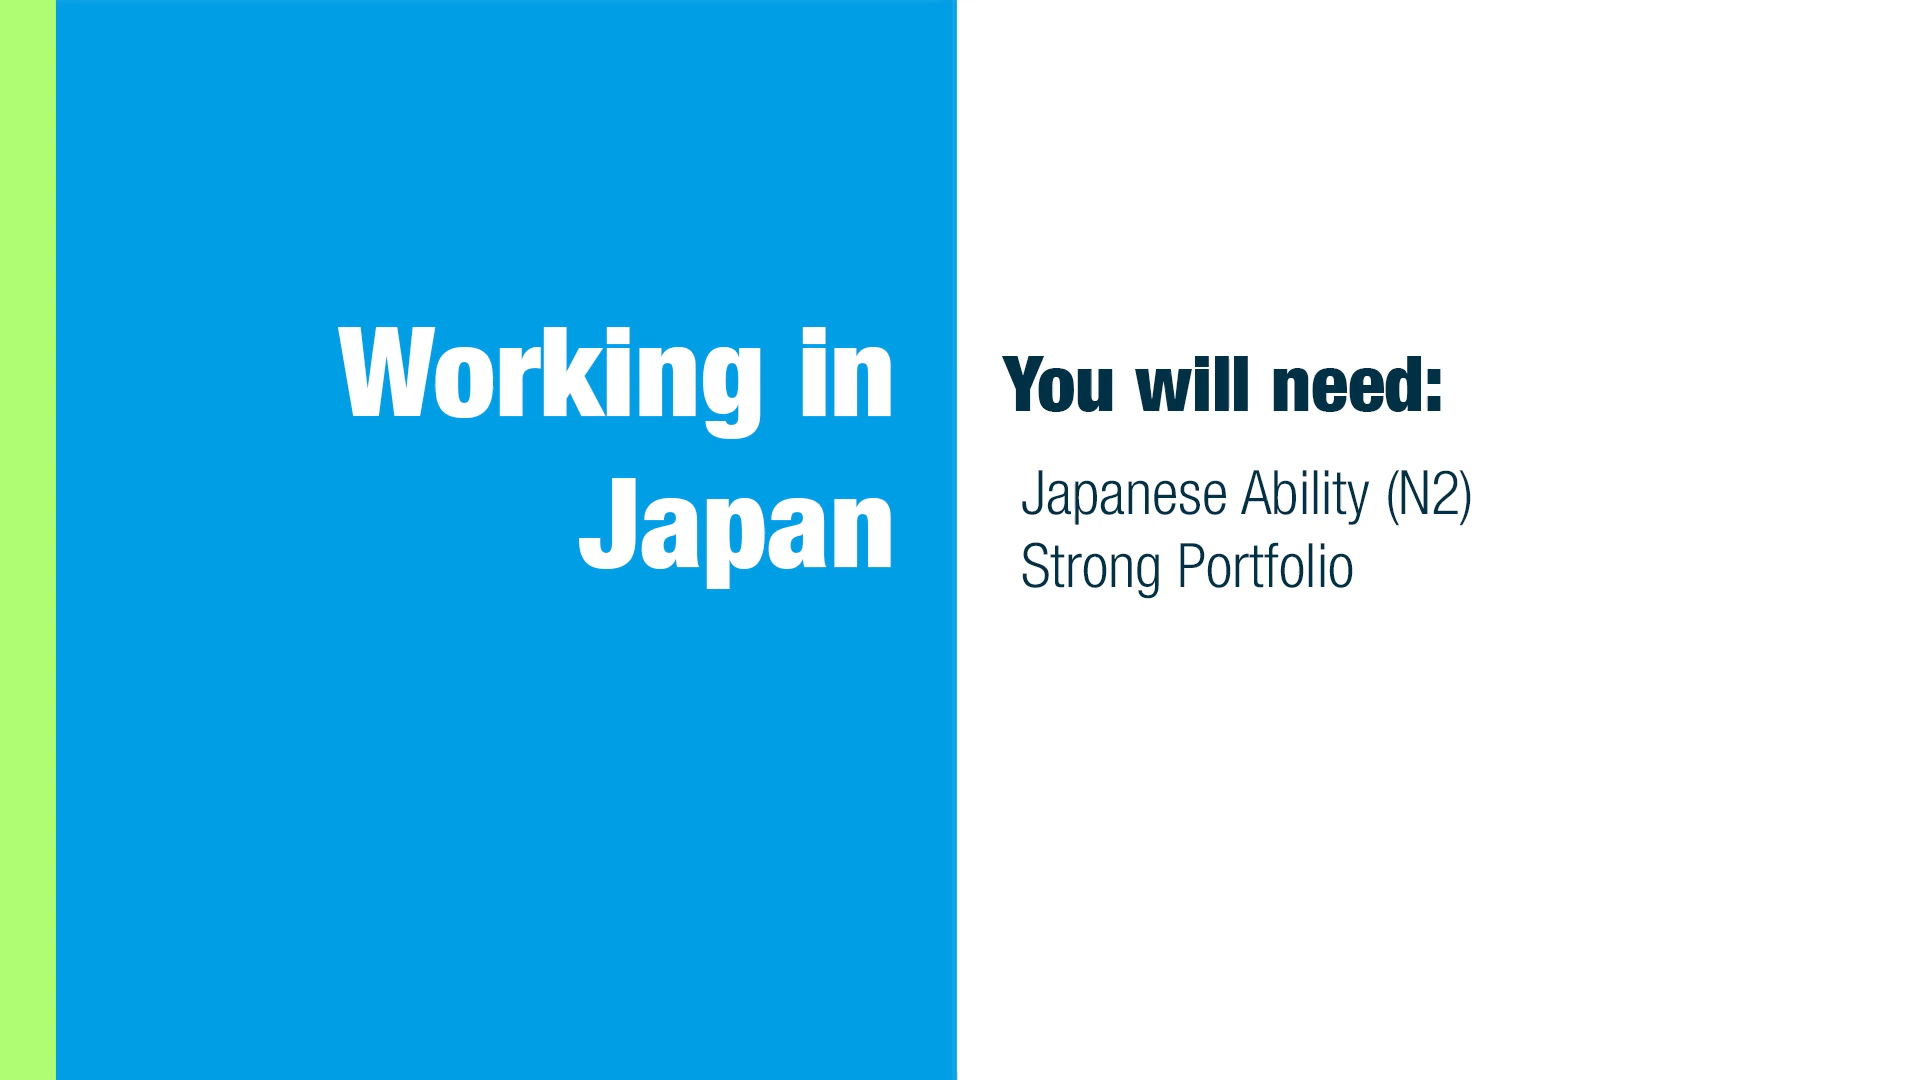 Working in
Japan
You will need:
Japanese Ability (N2)
Strong Portfolio